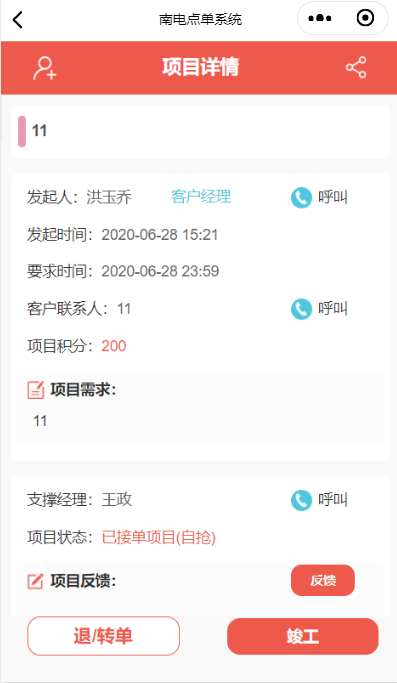 南电点单系统
项目详情
11
发起人：洪玉乔 客户经理 呼叫
发起时间：2020-06-28 15:21
要求时间：2020-06-28 23:59
客户联系人：11 呼叫
项目积分：200
项目需求：
11
支撑经理：王政 呼叫
项目状态：已接单项目(自抢)
项目反馈： 反馈
退/转单 竣工